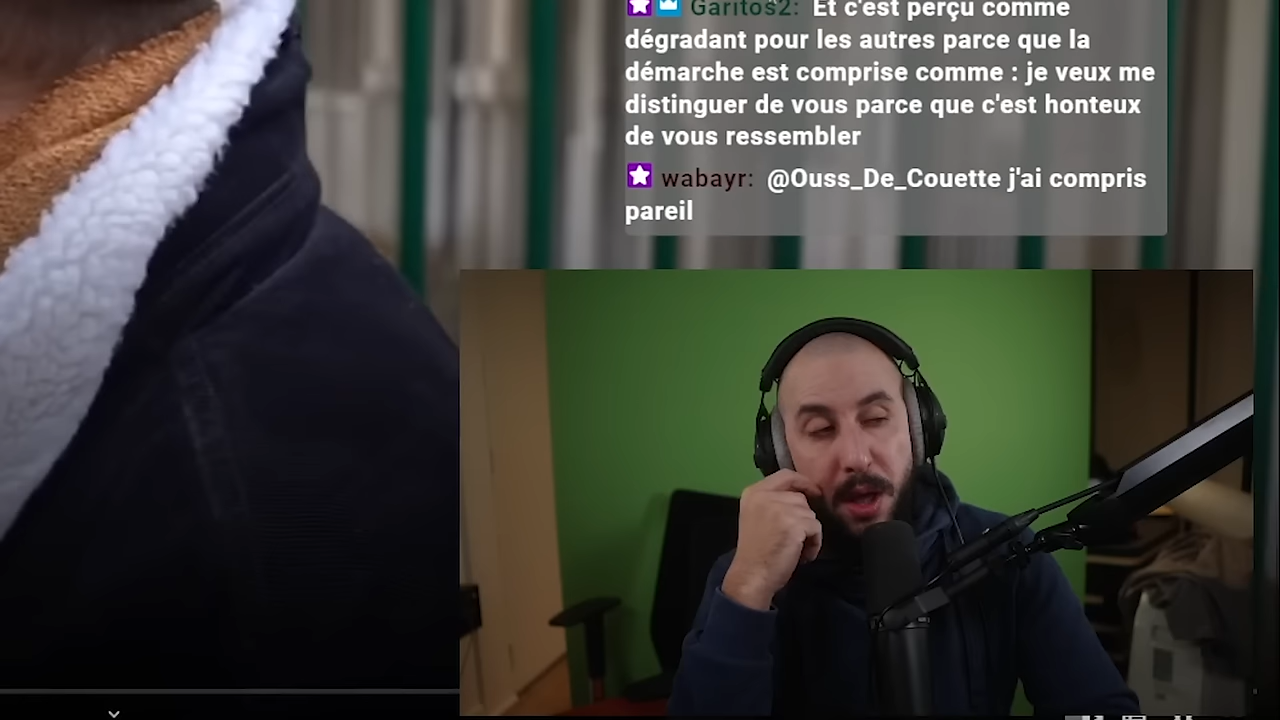 Garitos2: Et c'est perçu comme
dégradant pour les autres parce que la
démarche est comprise comme : je veux me
distinguer de vous parce que c'est honteux
de vous ressembler
wabayr: @Ouss_De_Couette j'ai compris
pareil